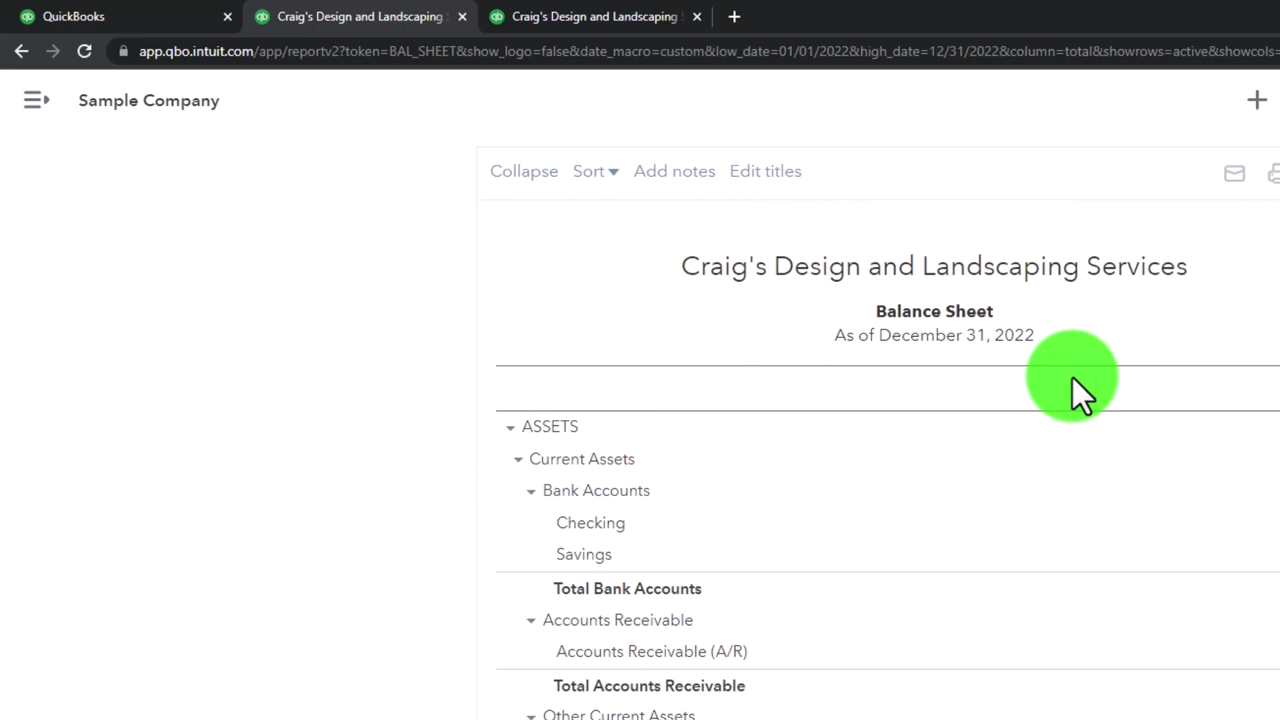 QuickBooks
Craig's Design and Landscaping
Craig's Design and Landscaping
app.qbo.intuit.com/app/reportv2?token=BAL_SHEET&show_logo=false&date_macro=custom&low_date=01/01/2022&high_date=12/31/2022&column=total&showrows=active&showcols=
Sample Company
Collapse Sort Add notes Edit titles
Craig's Design and Landscaping Services
Balance Sheet
As of December 31, 2022
ASSETS
Current Assets
Bank Accounts
Checking
Savings
Total Bank Accounts
Accounts Receivable
Accounts Receivable (A/R)
Total Accounts Receivable
Other Current Assets